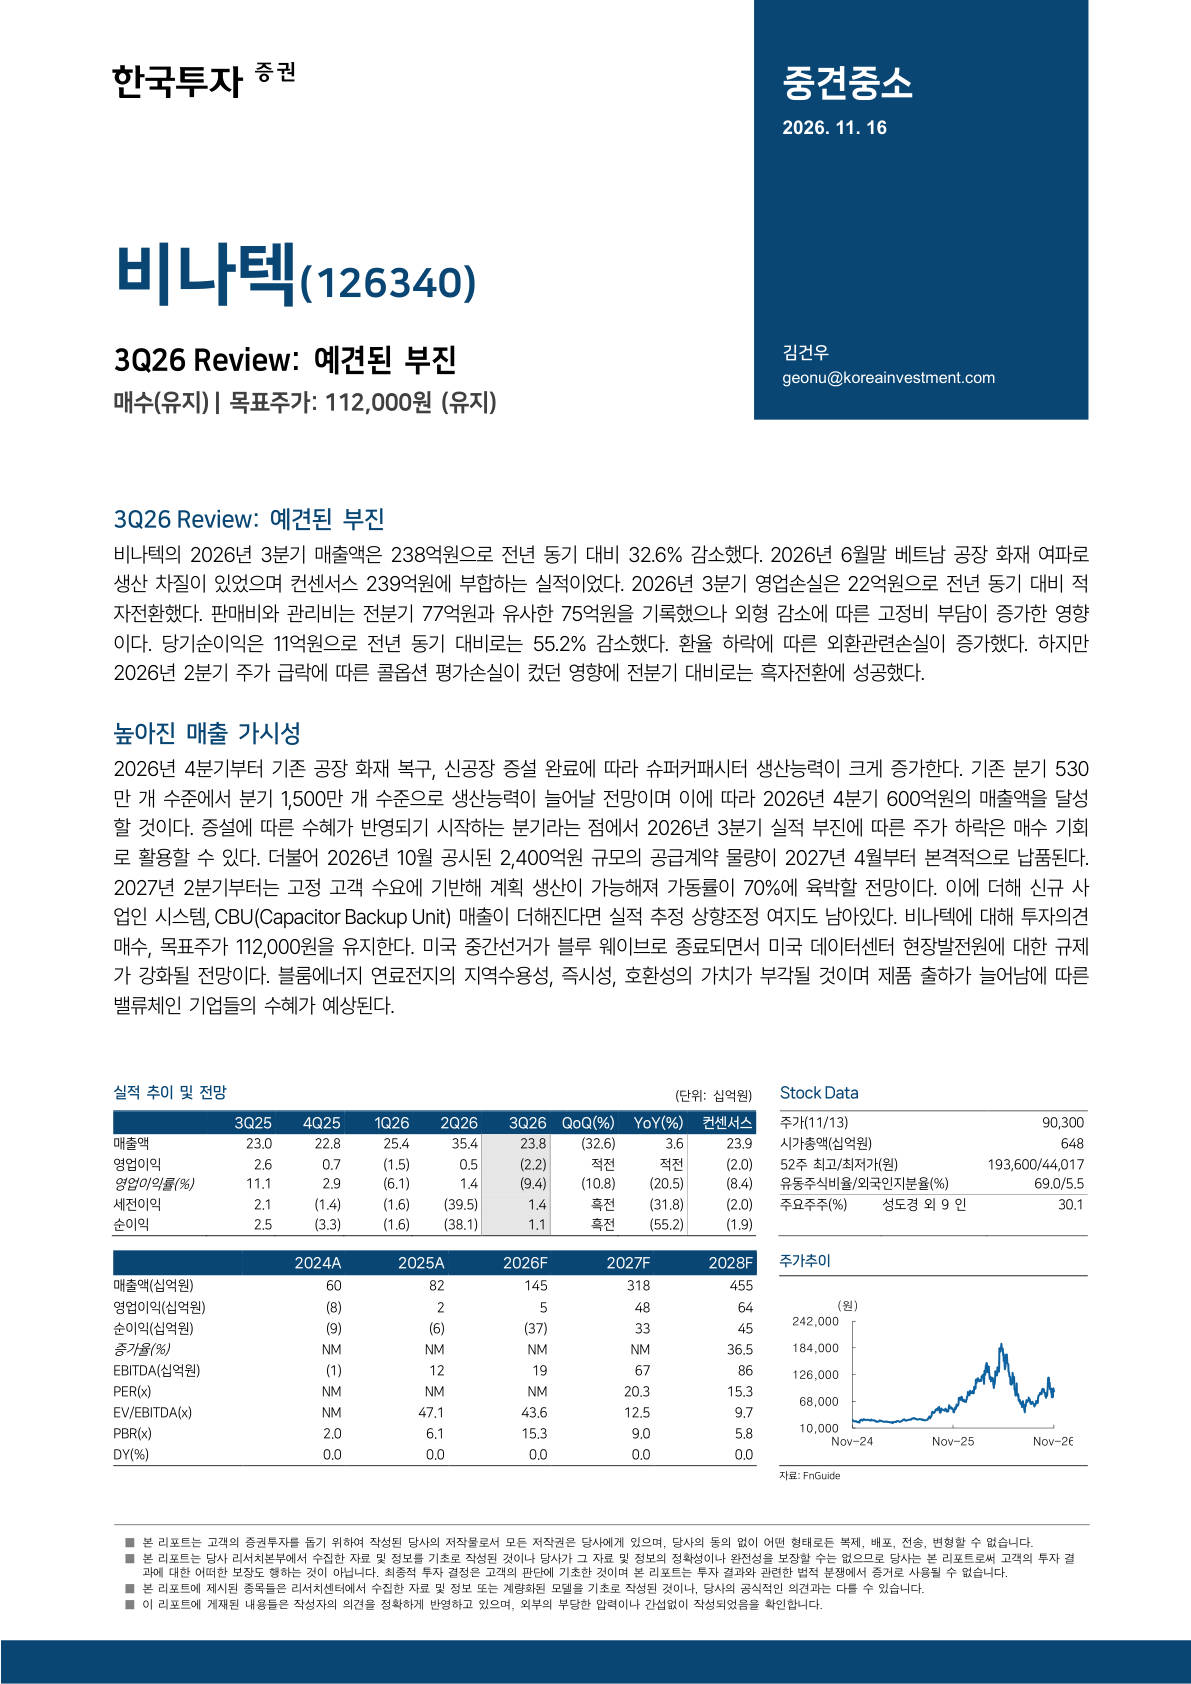 한국투자 증권
중견중소
2026. 11. 16
비나텍(126340)
3Q26 Review: 예견된 부진
매수(유지) | 목표주가: 112,000원 (유지)
김건우
geonu@koreainvestment.com
3Q26 Review: 예견된 부진
비나텍의 2026년 3분기 매출액은 238억원으로 전년 동기 대비 32.6% 감소했다. 2026년 6월말 베트남 공장 화재 여파로
생산 차질이 있었으며 컨센서스 239억원에 부합하는 실적이었다. 2026년 3분기 영업손실은 22억원으로 전년 동기 대비 적
자전환했다. 판매비와 관리비는 전분기 77억원과 유사한 75억원을 기록했으나 외형 감소에 따른 고정비 부담이 증가한 영향
이다. 당기순이익은 11억원으로 전년 동기 대비로는 55.2% 감소했다. 환율 하락에 따른 외환관련손실이 증가했다. 하지만
2026년 2분기 주가 급락에 따른 콜옵션 평가손실이 컸던 영향에 전분기 대비로는 흑자전환에 성공했다.
높아진 매출 가시성
2026년 4분기부터 기존 공장 화재 복구, 신공장 증설 완료에 따라 슈퍼커패시터 생산능력이 크게 증가한다. 기존 분기 530
만 개 수준에서 분기 1,500만 개 수준으로 생산능력이 늘어날 전망이며 이에 따라 2026년 4분기 600억원의 매출액을 달성
할 것이다. 증설에 따른 수혜가 반영되기 시작하는 분기라는 점에서 2026년 3분기 실적 부진에 따른 주가 하락은 매수 기회
로 활용할 수 있다. 더불어 2026년 10월 공시된 2,400억원 규모의 공급계약 물량이 2027년 4월부터 본격적으로 납품된다.
2027년 2분기부터는 고정 고객 수요에 기반해 계획 생산이 가능해져 가동률이 70%에 육박할 전망이다. 이에 더해 신규 사
업인 시스템, CBU(Capacitor Backup Unit) 매출이 더해진다면 실적 추정 상향조정 여지도 남아있다. 비나텍에 대해 투자의견
매수, 목표주가 112,000원을 유지한다. 미국 중간선거가 블루 웨이브로 종료되면서 미국 데이터센터 현장발전원에 대한 규제
가 강화될 전망이다. 블룸에너지 연료전지의 지역수용성, 즉시성, 호환성의 가치가 부각될 것이며 제품 출하가 늘어남에 따른
밸류체인 기업들의 수혜가 예상된다.
실적 추이 및 전망 (단위: 십억원)
3Q25 4Q25 1Q26 2Q26 3Q26 QoQ(%) YoY(%) 컨센서스
매출액 23.0 22.8 25.4 35.4 23.8 (32.6) 3.6 23.9
영업이익 2.6 0.7 (1.5) 0.5 (2.2) 적전 적전 (2.0)
영업이익률(%) 11.1 2.9 (6.1) 1.4 (9.4) (10.8) (20.5) (8.4)
세전이익 2.1 (1.4) (1.6) (39.5) 1.4 흑전 (31.8) (2.0)
순이익 2.5 (3.3) (1.6) (38.1) 1.1 흑전 (55.2) (1.9)
2024A 2025A 2026F 2027F 2028F
매출액(십억원) 60 82 145 318 455
영업이익(십억원) (8) 2 5 48 64
순이익(십억원) (9) (6) (37) 33 45
증가율(%) NM NM NM NM 36.5
EBITDA(십억원) (1) 12 19 67 86
PER(x) NM NM NM 20.3 15.3
EV/EBITDA(x) NM 47.1 43.6 12.5 9.7
PBR(x) 2.0 6.1 15.3 9.0 5.8
DY(%) 0.0 0.0 0.0 0.0 0.0
Stock Data
주가(11/13) 90,300
시가총액(십억원) 648
52주 최고/최저가(원) 193,600/44,017
유동주식비율/외국인지분율(%) 69.0/5.5
주요주주(%) 성도경 외 9 인 30.1
주가추이
(원)
242,000
184,000
126,000
68,000
10,000
Nov-24 Nov-25 Nov-26
자료: FnGuide
■ 본 리포트는 고객의 증권투자를 돕기 위하여 작성된 당사의 저작물로서 모든 저작권은 당사에게 있으며, 당사의 동의 없이 어떤 형태로든 복제, 배포, 전송, 변형할 수 없습니다.
■ 본 리포트는 당사 리서치본부에서 수집한 자료 및 정보를 기초로 작성된 것이나 당사가 그 자료 및 정보의 정확성이나 완전성을 보장할 수는 없으므로 당사는 본 리포트로써 고객의 투자 결
과에 대한 어떠한 보장도 행하는 것이 아닙니다. 최종적 투자 결정은 고객의 판단에 기초한 것이며 본 리포트는 투자 결과와 관련한 법적 분쟁에서 증거로 사용될 수 없습니다.
■ 본 리포트에 제시된 종목들은 리서치센터에서 수집한 자료 및 정보 또는 계량화된 모델을 기초로 작성된 것이나, 당사의 공식적인 의견과는 다를 수 있습니다.
■ 이 리포트에 게재된 내용들은 작성자의 의견을 정확하게 반영하고 있으며, 외부의 부당한 압력이나 간섭없이 작성되었음을 확인합니다.